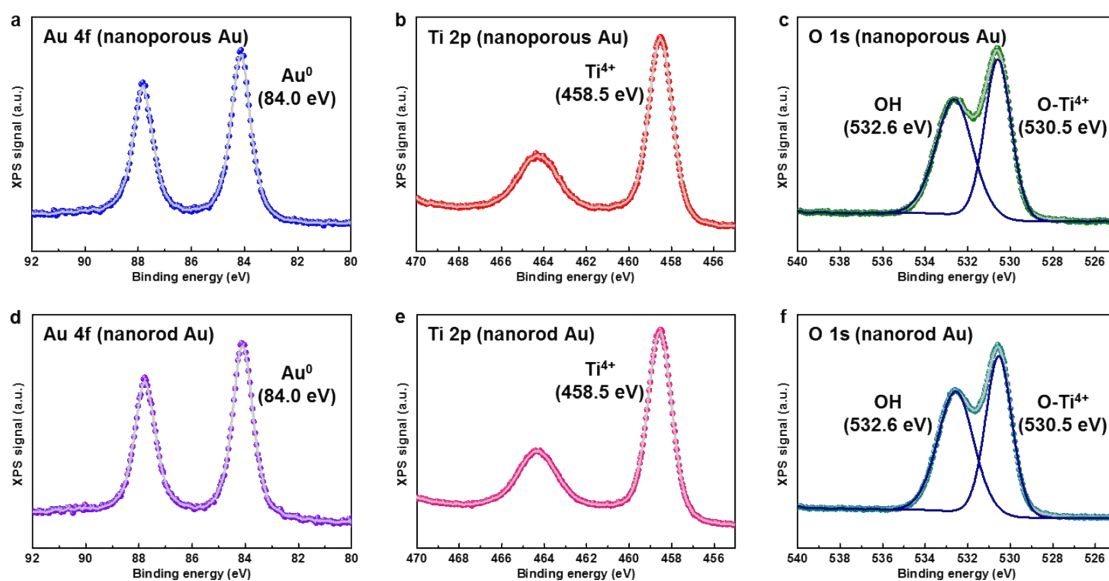 a
Au 4f (nanoporous Au)
Au⁰
(84.0 eV)
XPS signal (a.u.)
92 90 88 86 84 82 80
Binding energy (eV)
b
Ti 2p (nanoporous Au)
Ti⁴⁺
(458.5 eV)
XPS signal (a.u.)
470 468 466 464 462 460 458 456
Binding energy (eV)
c
O 1s (nanoporous Au)
OH
(532.6 eV)
O-Ti⁴⁺
(530.5 eV)
XPS signal (a.u.)
540 538 536 534 532 530 528 526
Binding energy (eV)
d
Au 4f (nanorod Au)
Au⁰
(84.0 eV)
XPS signal (a.u.)
92 90 88 86 84 82 80
Binding energy (eV)
e
Ti 2p (nanorod Au)
Ti⁴⁺
(458.5 eV)
XPS signal (a.u.)
470 468 466 464 462 460 458 456
Binding energy (eV)
f
O 1s (nanorod Au)
OH
(532.6 eV)
O-Ti⁴⁺
(530.5 eV)
XPS signal (a.u.)
540 538 536 534 532 530 528 526
Binding energy (eV)